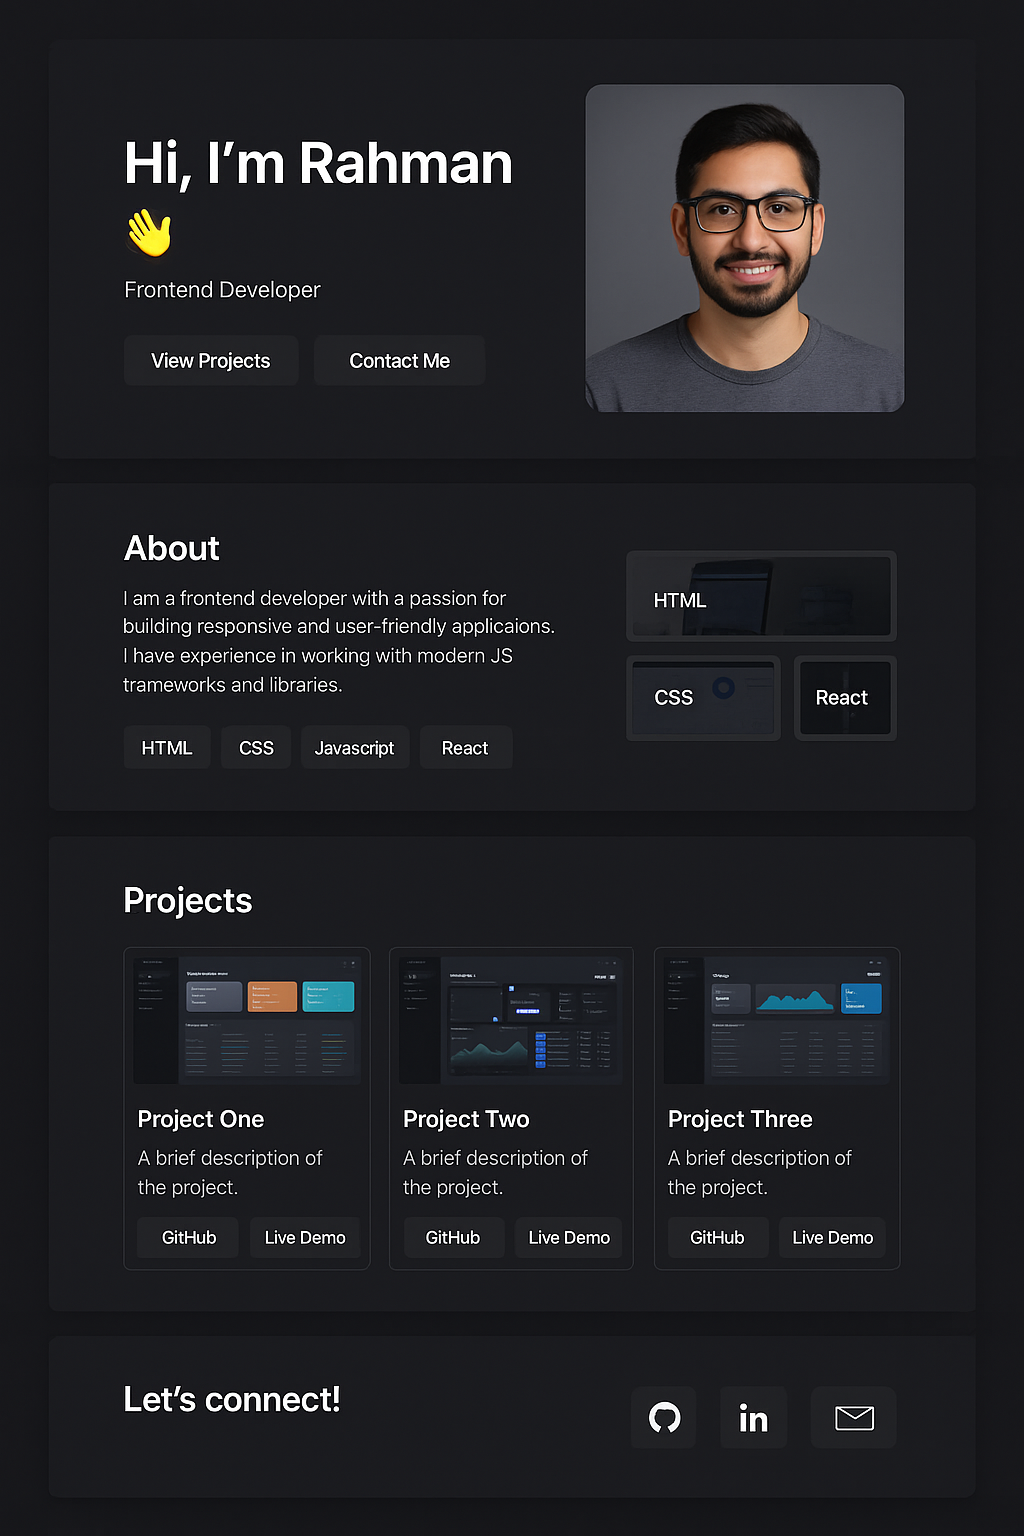 Hi, I’m Rahman
👋
Frontend Developer
View Projects
Contact Me
About
I am a frontend developer with a passion for
building responsive and user-friendly applicaions.
I have experience in working with modern JS
trameworks and libraries.
HTML
CSS
Javascript
React
HTML
CSS
React
Projects
Project One
A brief description of
the project.
GitHub
Live Demo
Project Two
A brief description of
the project.
GitHub
Live Demo
Project Three
A brief description of
the project.
GitHub
Live Demo
Let’s connect!
in